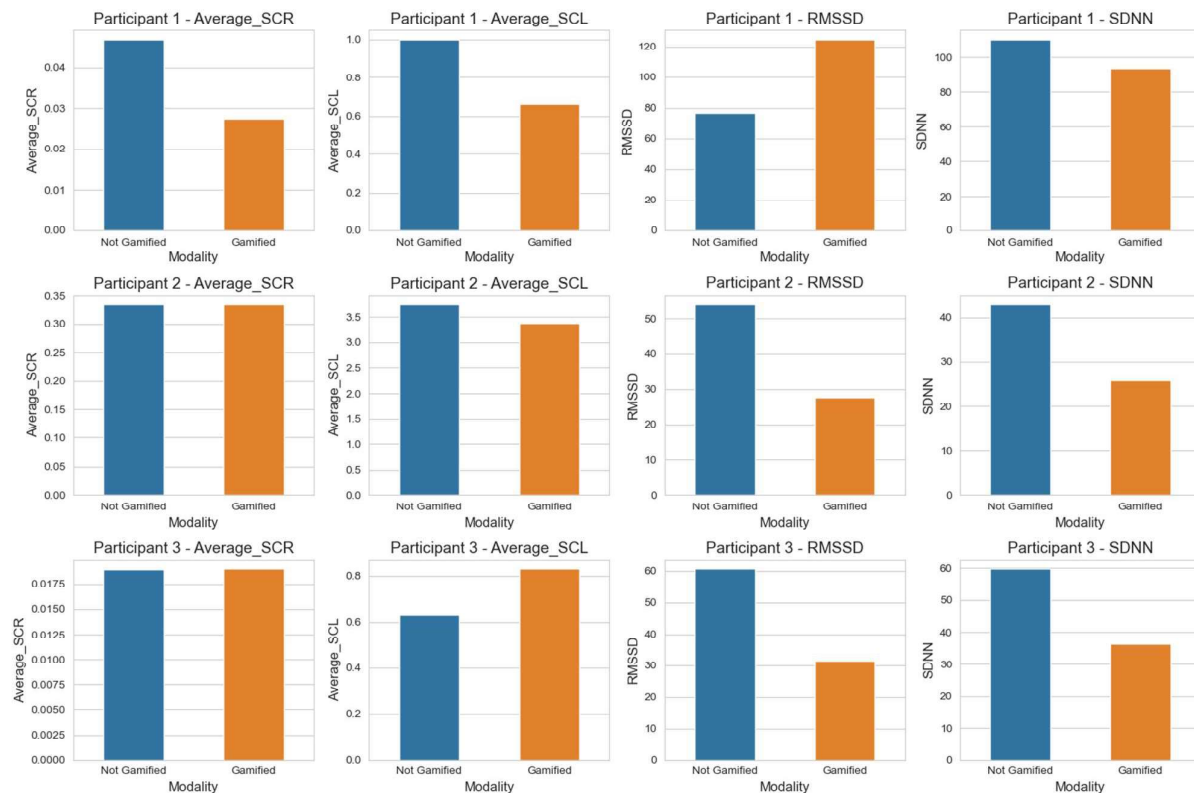 Participant 1 - Average_SCR
Average_SCR
0.04
0.03
0.02
0.01
0.00
Not Gamified Gamified
Modality
Participant 1 - Average_SCL
Average_SCL
1.0
0.8
0.6
0.4
0.2
0.0
Not Gamified Gamified
Modality
Participant 1 - RMSSD
RMSSD
120
100
80
60
40
20
0
Not Gamified Gamified
Modality
Participant 1 - SDNN
SDNN
100
80
60
40
20
0
Not Gamified Gamified
Modality
Participant 2 - Average_SCR
Average_SCR
0.35
0.30
0.25
0.20
0.15
0.10
0.05
0.00
Not Gamified Gamified
Modality
Participant 2 - Average_SCL
Average_SCL
3.5
3.0
2.5
2.0
1.5
1.0
0.5
0.0
Not Gamified Gamified
Modality
Participant 2 - RMSSD
RMSSD
50
40
30
20
10
0
Not Gamified Gamified
Modality
Participant 2 - SDNN
SDNN
40
30
20
10
0
Not Gamified Gamified
Modality
Participant 3 - Average_SCR
Average_SCR
0.0175
0.0150
0.0125
0.0100
0.0075
0.0050
0.0025
0.0000
Not Gamified Gamified
Modality
Participant 3 - Average_SCL
Average_SCL
0.8
0.6
0.4
0.2
0.0
Not Gamified Gamified
Modality
Participant 3 - RMSSD
RMSSD
60
50
40
30
20
10
0
Not Gamified Gamified
Modality
Participant 3 - SDNN
SDNN
60
50
40
30
20
10
0
Not Gamified Gamified
Modality